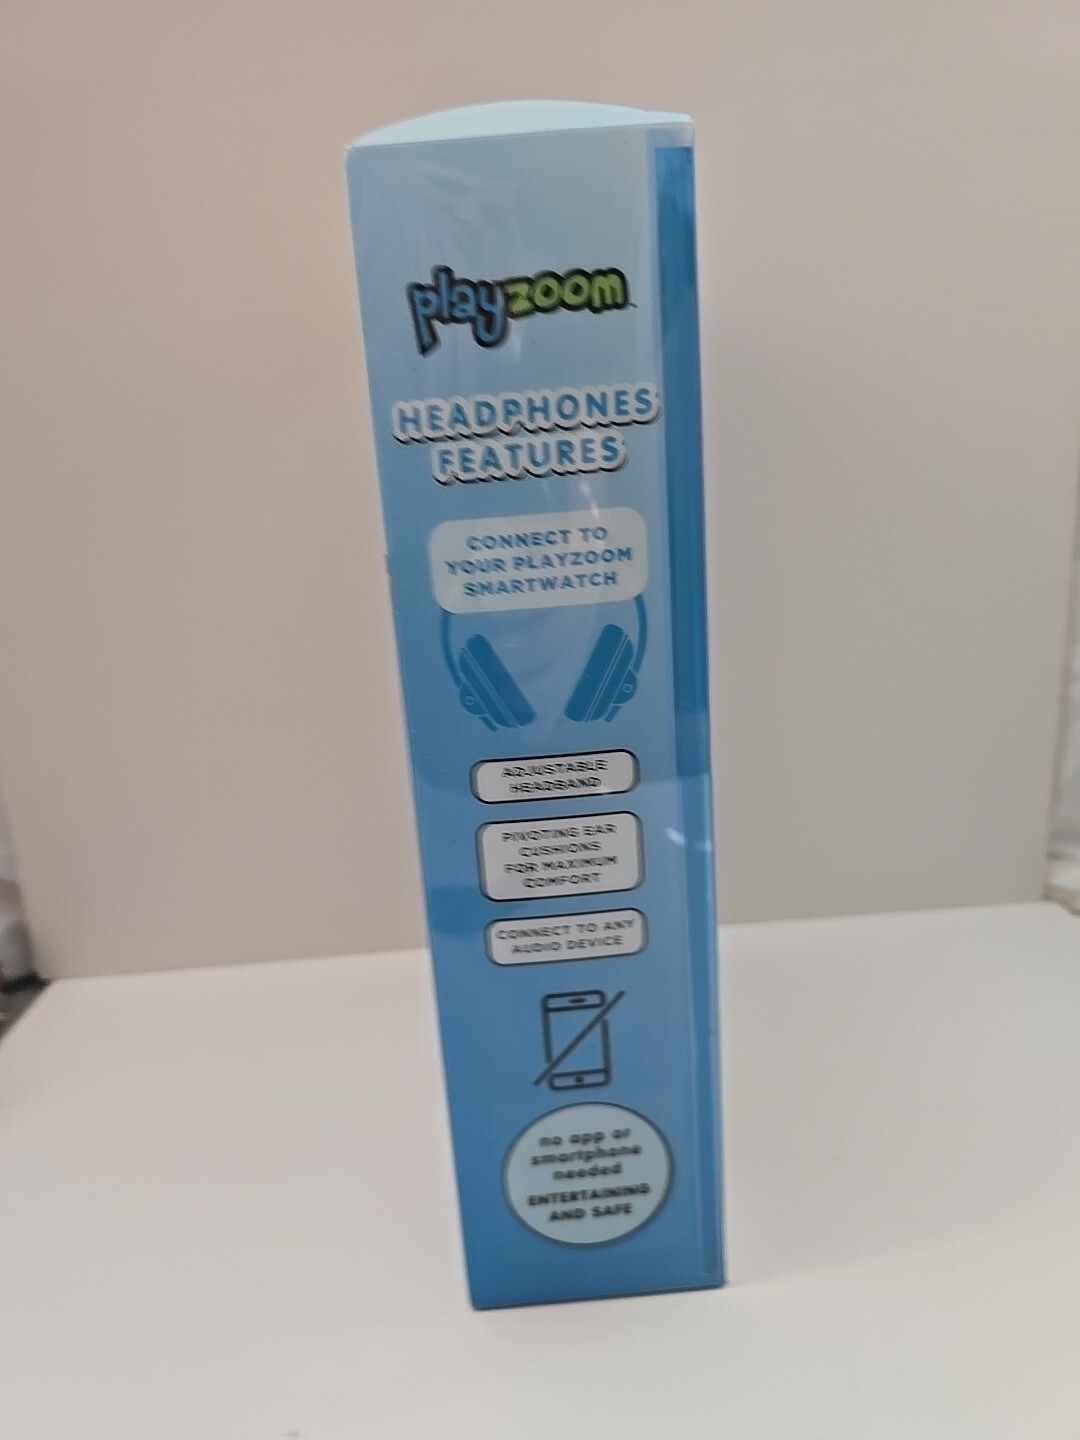 playzoom
HEADPHONES
FEATURES
CONNECT TO
YOUR PLAYZOOM
SMARTWATCH
ADJUSTABLE
HEADBAND
PIVOTING EAR
CUSHIONS
FOR MAXIMUM
COMFORT
CONNECT TO ANY
AUDIO DEVICE
no app or
smartphone
needed
ENTERTAINING
AND SAFE